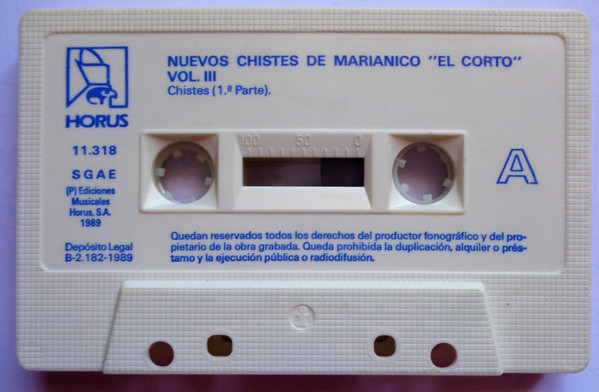 NUEVOS CHISTES DE MARIANICO "EL CORTO"
VOL. III
Chistes (1.ª Parte).
HORUS
11.318
SGAE
(P) Ediciones
Musicales
Horus, S.A.
1989
Depósito Legal
B-2.182-1989
100 50 0
A
Quedan reservados todos los derechos del productor fonográfico y del pro-
pietario de la obra grabada. Queda prohibida la duplicación, alquiler o prés-
tamo y la ejecución pública o radiodifusión.